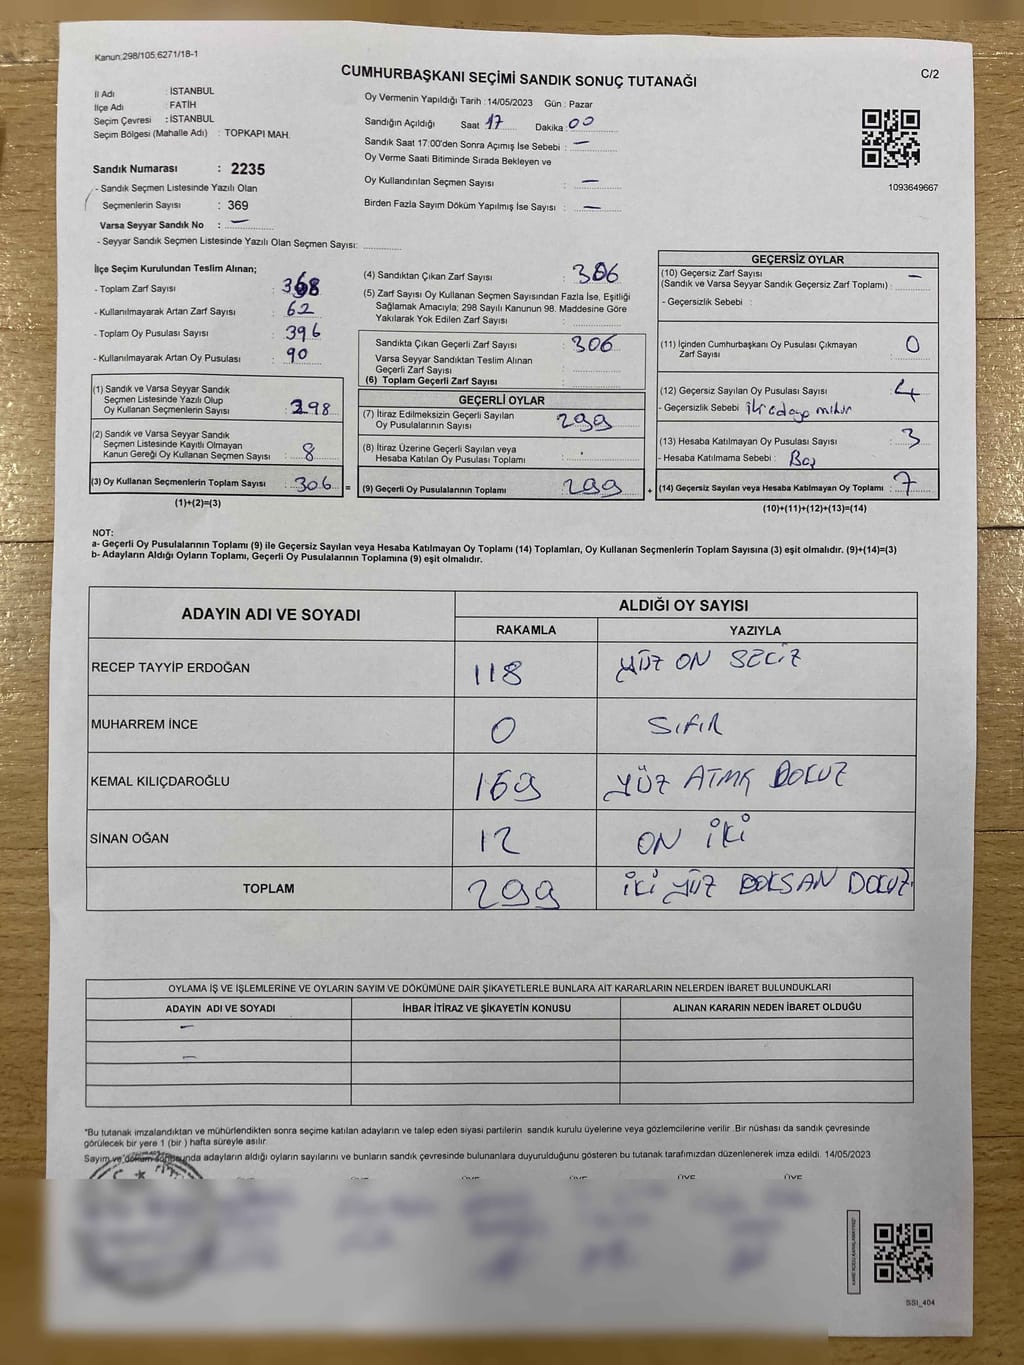 Kanun:298/105;6271/18-1
C/2
CUMHURBAŞKANI SEÇİMİ SANDIK SONUÇ TUTANAĞI
İl Adı : İSTANBUL
İlçe Adı : FATİH
Seçim Çevresi : İSTANBUL
Seçim Bölgesi (Mahalle Adı) : TOPKAPI MAH.
Sandık Numarası : 2235
- Sandık Seçmen Listesinde Yazılı Olan
Seçmenlerin Sayısı : 369
Varsa Seyyar Sandık No : –
- Seyyar Sandık Seçmen Listesinde Yazılı Olan Seçmen Sayısı:
Oy Vermenin Yapıldığı Tarih :14/05/2023 Gün : Pazar
Sandığın Açıldığı Saat 17 Dakika 00
Sandık Saat 17:00'den Sonra Açımış İse Sebebi : –
Oy Verme Saati Bitiminde Sırada Bekleyen ve
Oy Kullandırılan Seçmen Sayısı : –
Birden Fazla Sayım Döküm Yapılmış İse Sayısı : –
1093649667
İlçe Seçim Kurulundan Teslim Alınan;
- Toplam Zarf Sayısı : 368
- Kullanılmayarak Artan Zarf Sayısı : 62
- Toplam Oy Pusulası Sayısı : 396
- Kullanılmayarak Artan Oy Pusulası : 90
(1) Sandık ve Varsa Seyyar Sandık
Seçmen Listesinde Yazılı Olup
Oy Kullanan Seçmenlerin Sayısı : 298
(2) Sandık ve Varsa Seyyar Sandık
Seçmen Listesinde Kayıtlı Olmayan
Kanun Gereği Oy Kullanan Seçmen Sayısı : 8
(3) Oy Kullanan Seçmenlerin Toplam Sayısı : 306 =
(1)+(2)=(3)
(4) Sandıktan Çıkan Zarf Sayısı : 306
(5) Zarf Sayısı Oy Kullanan Seçmen Sayısından Fazla İse, Eşitliği
Sağlamak Amacıyla; 298 Sayılı Kanunun 98. Maddesine Göre
Yakılarak Yok Edilen Zarf Sayısı :
Sandıkta Çıkan Geçerli Zarf Sayısı : 306
Varsa Seyyar Sandıktan Teslim Alınan
Geçerli Zarf Sayısı :
(6) Toplam Geçerli Zarf Sayısı :
GEÇERLİ OYLAR
(7) İtiraz Edilmeksizin Geçerli Sayılan
Oy Pusulalarının Sayısı : 299
(8) İtiraz Üzerine Geçerli Sayılan veya
Hesaba Katılan Oy Pusulası Toplamı :
(9) Geçerli Oy Pusulalarının Toplamı : 299 +
GEÇERSİZ OYLAR
(10) Geçersiz Zarf Sayısı –
(Sandık ve Varsa Seyyar Sandık Geçersiz Zarf Toplamı) :
- Geçersizlik Sebebi :
(11) İçinden Cumhurbaşkanı Oy Pusulası Çıkmayan
Zarf Sayısı : 0
(12) Geçersiz Sayılan Oy Pusulası Sayısı : 4
- Geçersizlik Sebebi : iki adaya mühür
(13) Hesaba Katılmayan Oy Pusulası Sayısı : 3
- Hesaba Katılmama Sebebi : Boş
(14) Geçersiz Sayılan veya Hesaba Katılmayan Oy Toplamı : 7
(10)+(11)+(12)+(13)=(14)
NOT:
a- Geçerli Oy Pusulalarının Toplamı (9) ile Geçersiz Sayılan veya Hesaba Katılmayan Oy Toplamı (14) Toplamları, Oy Kullanan Seçmenlerin Toplam Sayısına (3) eşit olmalıdır. (9)+(14)=(3)
b- Adayların Aldığı Oyların Toplamı, Geçerli Oy Pusulalarının Toplamına (9) eşit olmalıdır.
ADAYIN ADI VE SOYADI
ALDIĞI OY SAYISI
RAKAMLA YAZIYLA
RECEP TAYYİP ERDOĞAN 118 YÜZ ON SECİZ
MUHARREM İNCE 0 SIFIR
KEMAL KILIÇDAROĞLU 169 YÜZ ATMIŞ DOKUZ
SİNAN OĞAN 12 ON İKİ
TOPLAM 299 İKİ YÜZ DOKSAN DOKUZ
OYLAMA İŞ VE İŞLEMLERİNE VE OYLARIN SAYIM VE DÖKÜMÜNE DAİR ŞİKAYETLERLE BUNLARA AİT KARARLARIN NELERDEN İBARET BULUNDUKLARI
ADAYIN ADI VE SOYADI İHBAR İTİRAZ VE ŞİKAYETİN KONUSU ALINAN KARARIN NEDEN İBARET OLDUĞU
–
–
*Bu tutanak imzalandıktan ve mühürlendikten sonra seçime katılan adayların ve talep eden siyasi partilerin sandık kurulu üyelerine veya gözlemcilerine verilir .Bir nüshası da sandık çevresinde
görülecek bir yere 1 (bir ) hafta süreyle asılır.
Sayım ve döküm sonucunda adayların aldığı oyların sayılarını ve bunların sandık çevresinde bulunanlara duyurulduğunu gösteren bu tutanak tarafımızdan düzenlenerek imza edildi. 14/05/2023
ÜYE ÜYE ÜYE ÜYE ÜYE
SSI_404